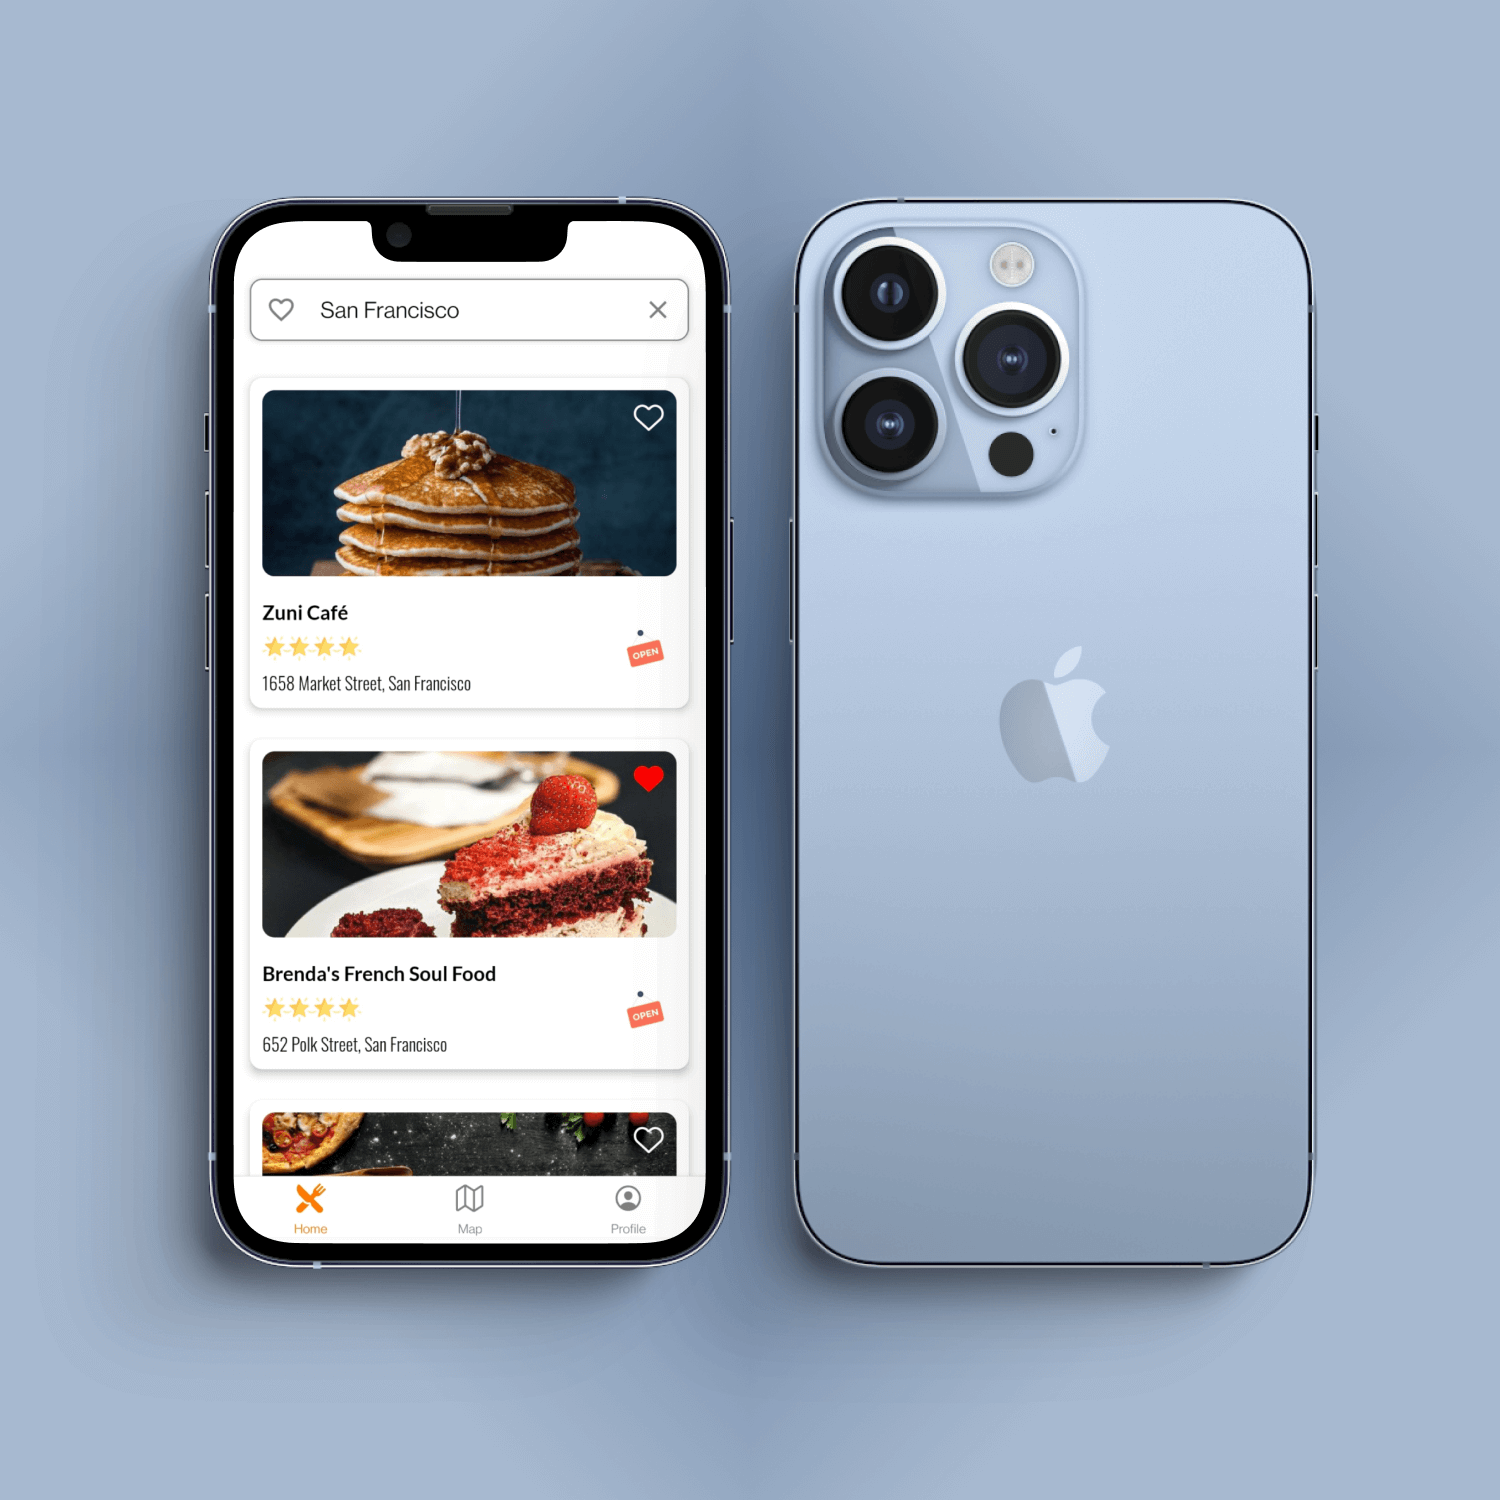 San Francisco
Zuni Café
OPEN
1658 Market Street, San Francisco
Brenda's French Soul Food
OPEN
652 Polk Street, San Francisco
Home
Map
Profile